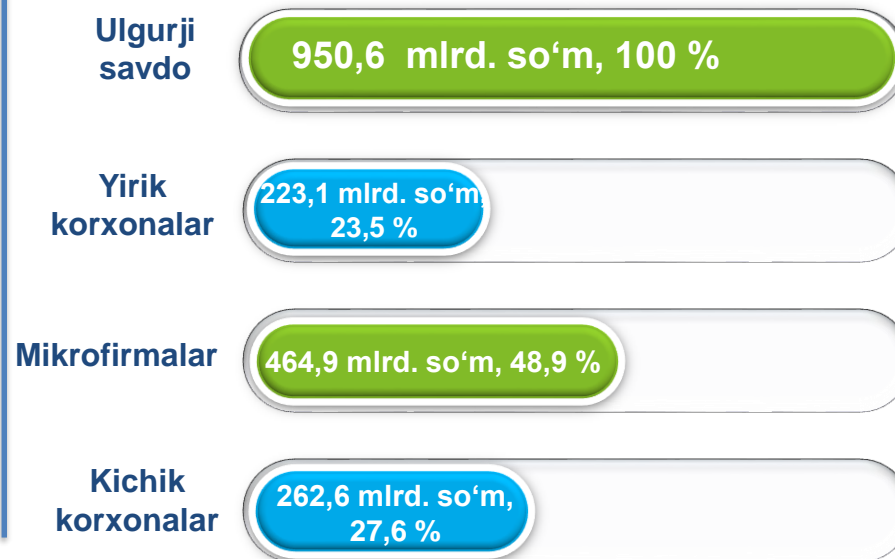 Ulgurji
savdo
950,6 mlrd. so‘m, 100 %
Yirik
korxonalar
223,1 mlrd. so‘m,
23,5 %
Mikrofirmalar
464,9 mlrd. so‘m, 48,9 %
Kichik
korxonalar
262,6 mlrd. so‘m,
27,6 %